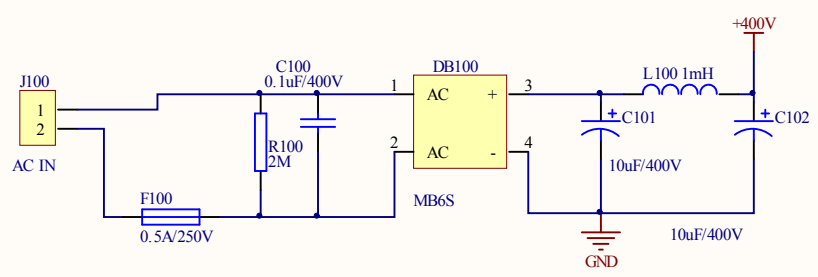 +400V
J100
1
2
AC IN
C100
0.1uF/400V
R100
2M
F100
0.5A/250V
DB100
1
AC
+
3
2
AC
-
4
MB6S
L100 1mH
+
C101
10uF/400V
+
C102
10uF/400V
GND